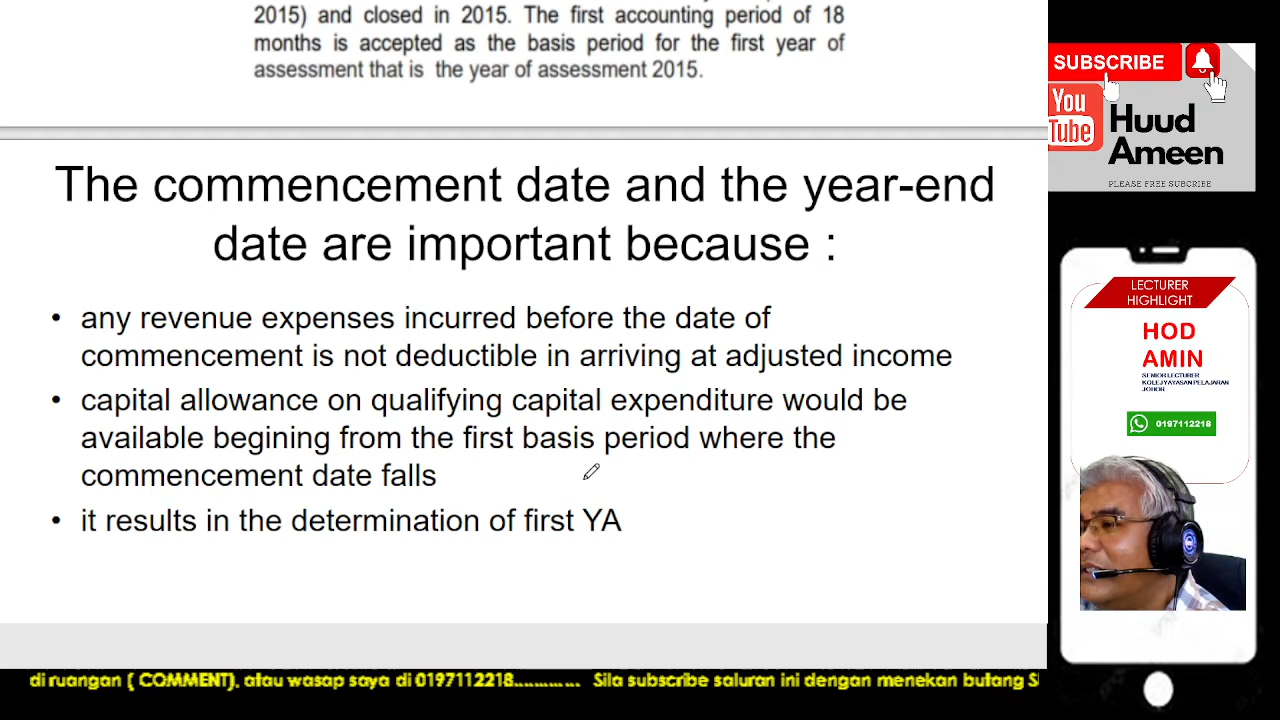 2015) and closed in 2015. The first accounting period of 18
months is accepted as the basis period for the first year of
assessment that is the year of assessment 2015.
The commencement date and the year-end
date are important because :
• any revenue expenses incurred before the date of
commencement is not deductible in arriving at adjusted income
• capital allowance on qualifying capital expenditure would be
available begining from the first basis period where the
commencement date falls
• it results in the determination of first YA
SUBSCRIBE
You
Tube
Huud
Ameen
PLEASE FREE SUBCRIBE
LECTURER
HIGHLIGHT
HOD
AMIN
SENIOR LECTURER
KOLEJ YAYASAN PELAJARAN
JOHOR
0197112218
di ruangan ( COMMENT), atau wasap saya di 0197112218............. Sila subscribe saluran ini dengan menekan butang